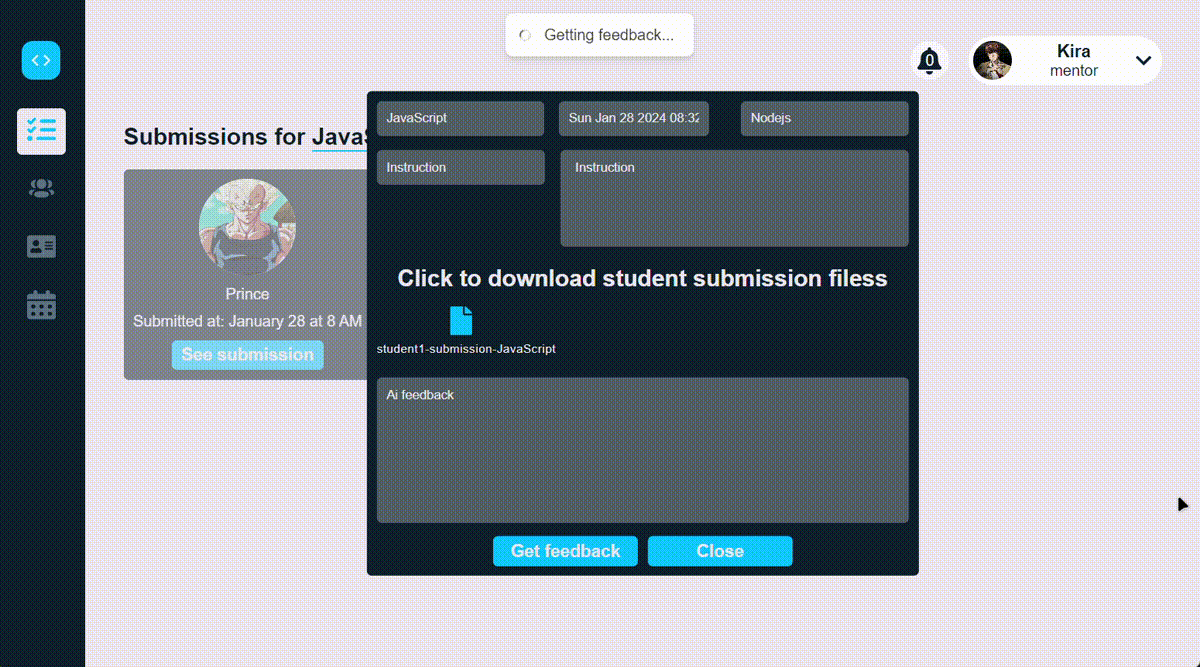 Getting feedback...
< >
0
Kira
mentor
Submissions for Java
Prince
Submitted at: January 28 at 8 AM
See submission
JavaScript
Sun Jan 28 2024 08:32
Nodejs
Instruction
Instruction
Click to download student submission filess
student1-submission-JavaScript
Ai feedback
Get feedback
Close